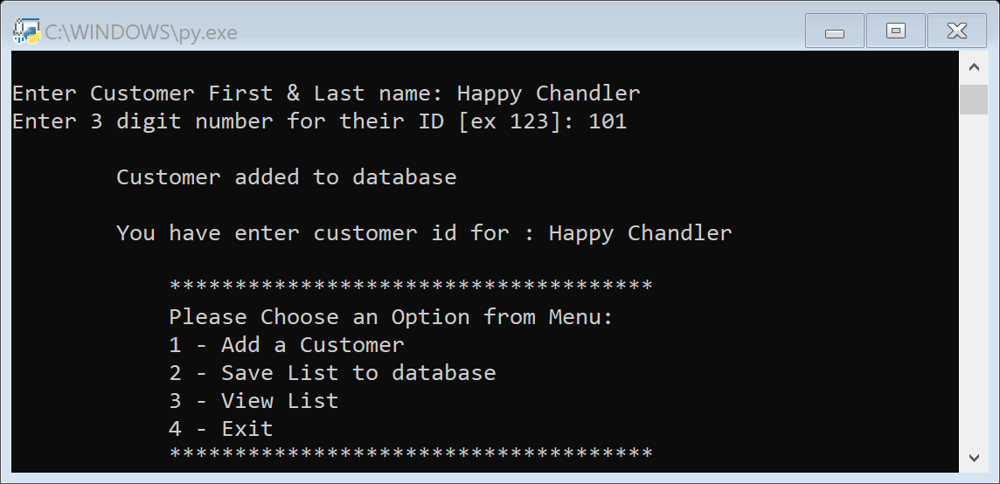 C:\WINDOWS\py.exe
Enter Customer First & Last name: Happy Chandler
Enter 3 digit number for their ID [ex 123]: 101
Customer added to database
You have enter customer id for : Happy Chandler
*************************************
Please Choose an Option from Menu:
1 - Add a Customer
2 - Save List to database
3 - View List
4 - Exit
*************************************